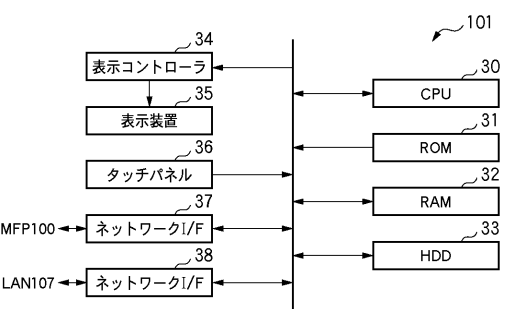 101
34
表示コントローラ
30
CPU
35
表示装置
31
ROM
36
タッチパネル
32
RAM
37
MFP100
ネットワークI/F
33
HDD
38
LAN107
ネットワークI/F